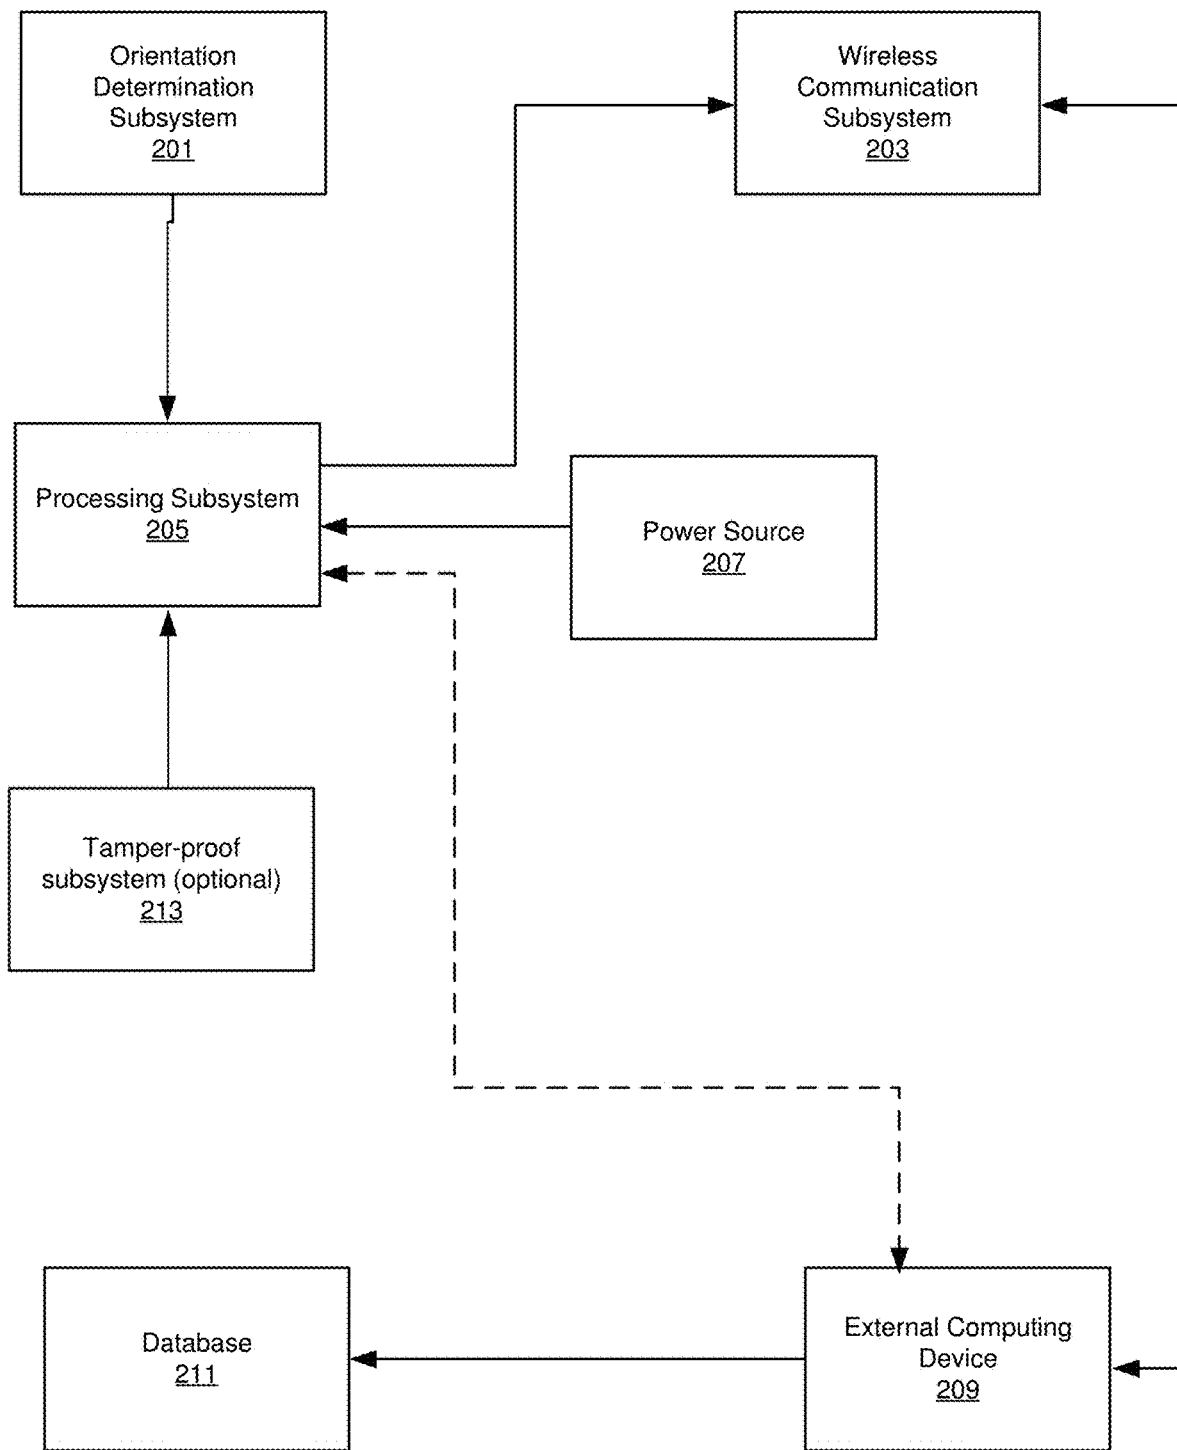 Orientation
Determination
Subsystem
201
Wireless
Communication
Subsystem
203
Processing Subsystem
205
Power Source
207
Tamper-proof
subsystem (optional)
213
Database
211
External Computing
Device
209